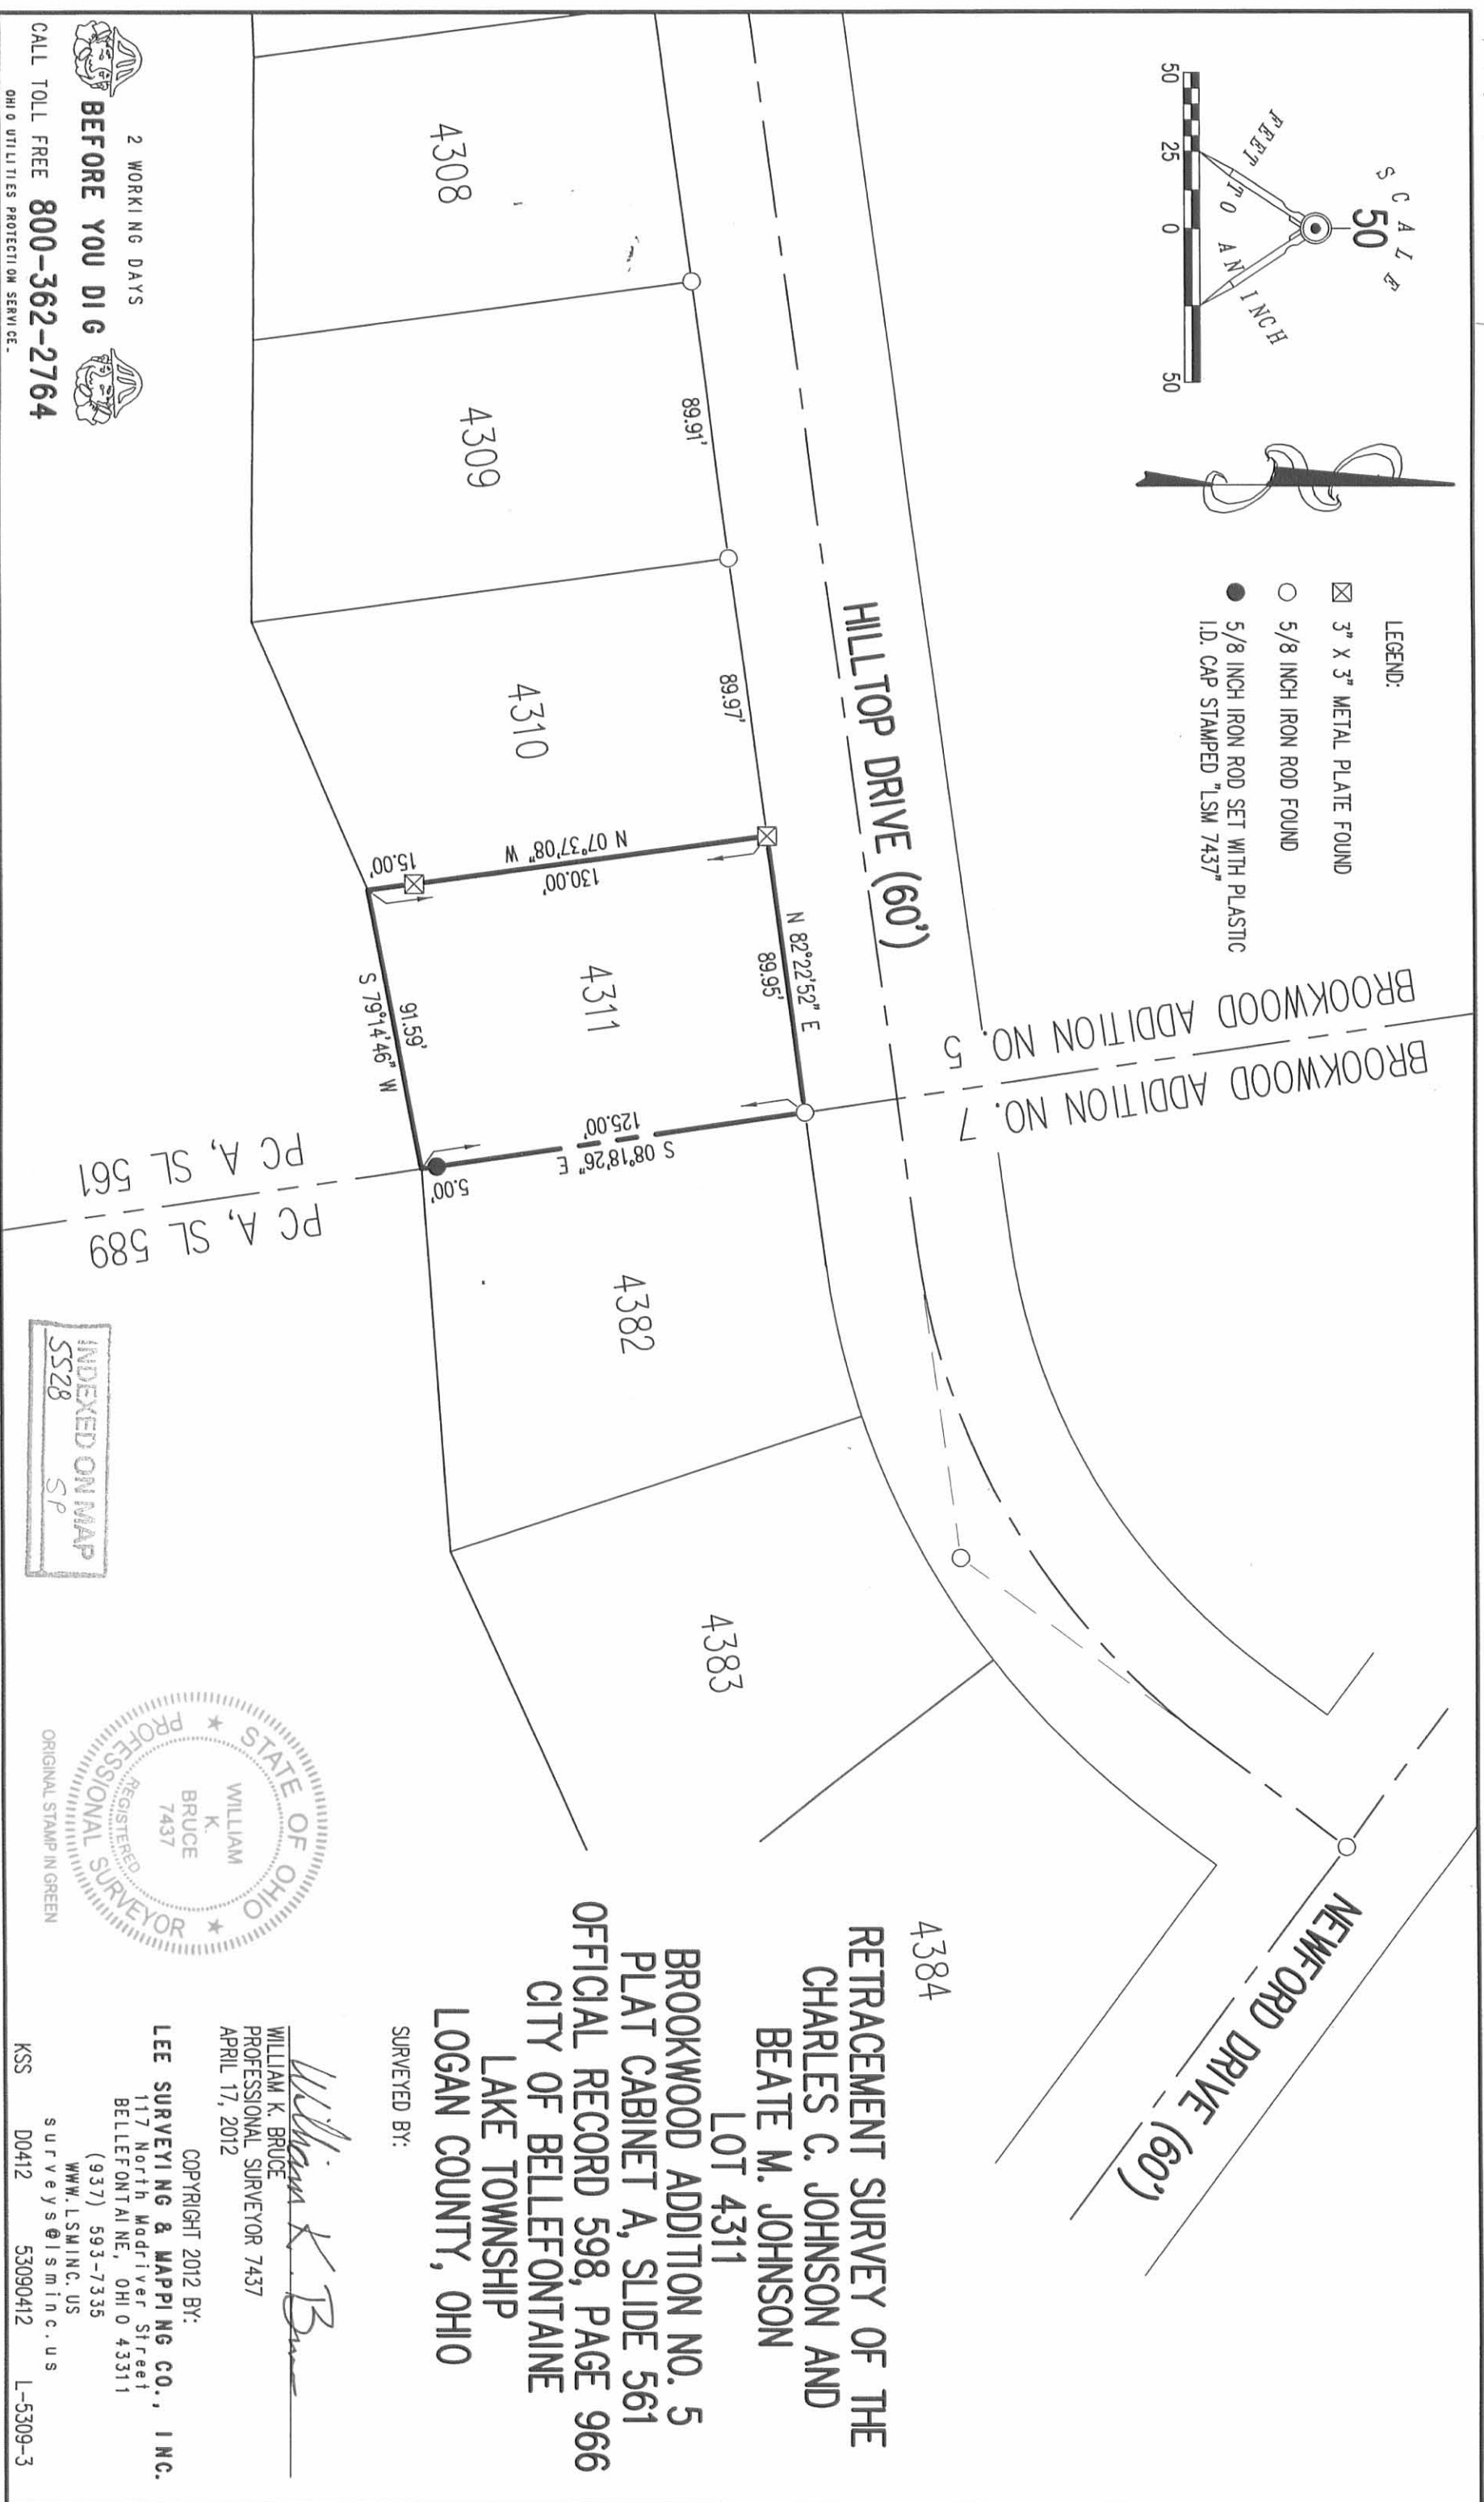 SCALE
50
FEET TO AN INCH
50 25 0 50
LEGEND:
3" X 3" METAL PLATE FOUND
5/8 INCH IRON ROD FOUND
5/8 INCH IRON ROD SET WITH PLASTIC
I.D. CAP STAMPED "LSM 7437"
BROOKWOOD ADDITION NO. 5
BROOKWOOD ADDITION NO. 7
HILLTOP DRIVE (60')
NEWFORD DRIVE (60')
4308
4309
4310
4311
4382
4383
4384
89.91'
89.97'
N 82°22'52" E
89.95'
N 07°37'08" W
130.00'
15.00'
S 08°18'26" E
125.00'
5.00'
91.59'
S 79°14'46" W
PC A, SL 561
PC A, SL 589
2 WORKING DAYS
BEFORE YOU DIG
CALL TOLL FREE 800-362-2764
OHIO UTILITIES PROTECTION SERVICE.
INDEXED ON MAP
SS28 SP
STATE OF OHIO
WILLIAM
K.
BRUCE
7437
REGISTERED
PROFESSIONAL SURVEYOR
ORIGINAL STAMP IN GREEN
RETRACEMENT SURVEY OF THE
CHARLES C. JOHNSON AND
BEATE M. JOHNSON
LOT 4311
BROOKWOOD ADDITION NO. 5
PLAT CABINET A, SLIDE 561
OFFICIAL RECORD 598, PAGE 966
CITY OF BELLEFONTAINE
LAKE TOWNSHIP
LOGAN COUNTY, OHIO
SURVEYED BY:
William K. Bruce
WILLIAM K. BRUCE
PROFESSIONAL SURVEYOR 7437
APRIL 17, 2012
COPYRIGHT 2012 BY:
LEE SURVEYING & MAPPING CO., INC.
117 North Madriver Street
BELLEFONTAINE, OHIO 43311
(937) 593-7335
WWW.LSMINC.US
surveys@lsminc.us
KSS D0412 53090412 L-5309-3